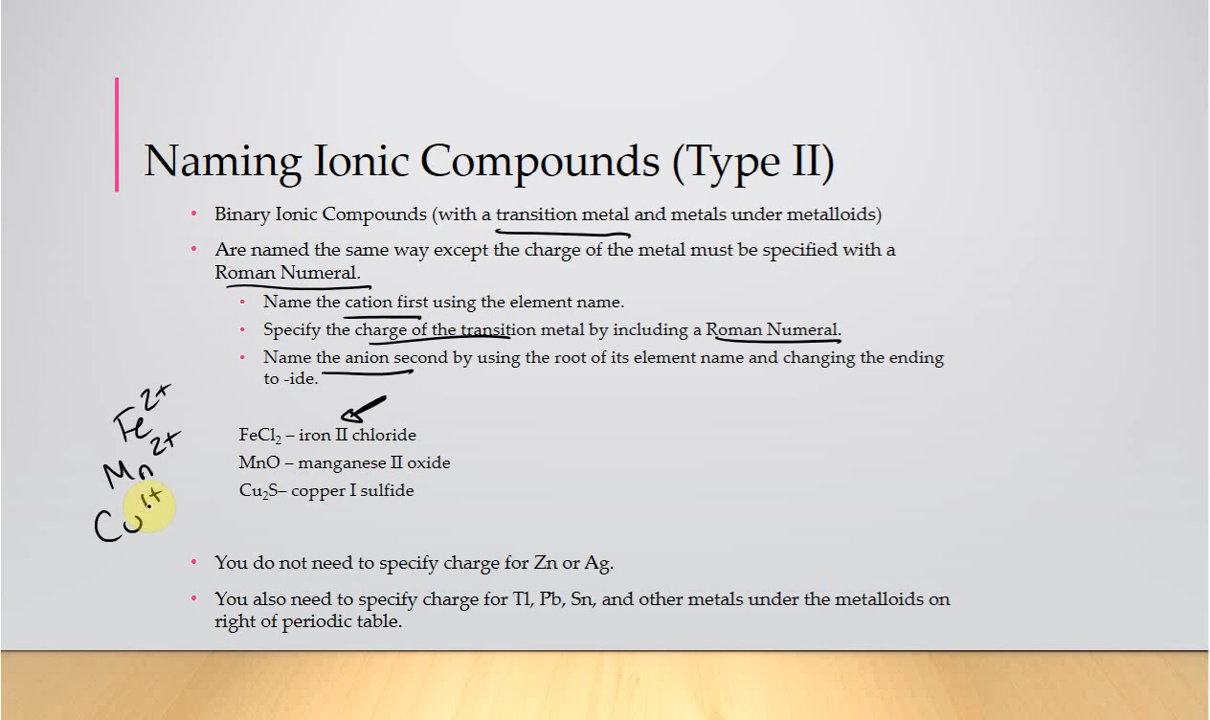 Naming Ionic Compounds (Type II)
• Binary Ionic Compounds (with a transition metal and metals under metalloids)
• Are named the same way except the charge of the metal must be specified with a
Roman Numeral.
• Name the cation first using the element name.
• Specify the charge of the transition metal by including a Roman Numeral.
• Name the anion second by using the root of its element name and changing the ending
to -ide.
Fe²⁺
FeCl₂ – iron II chloride
Mn²⁺
MnO – manganese II oxide
Cu¹⁺
Cu₂S– copper I sulfide
• You do not need to specify charge for Zn or Ag.
• You also need to specify charge for Tl, Pb, Sn, and other metals under the metalloids on
right of periodic table.